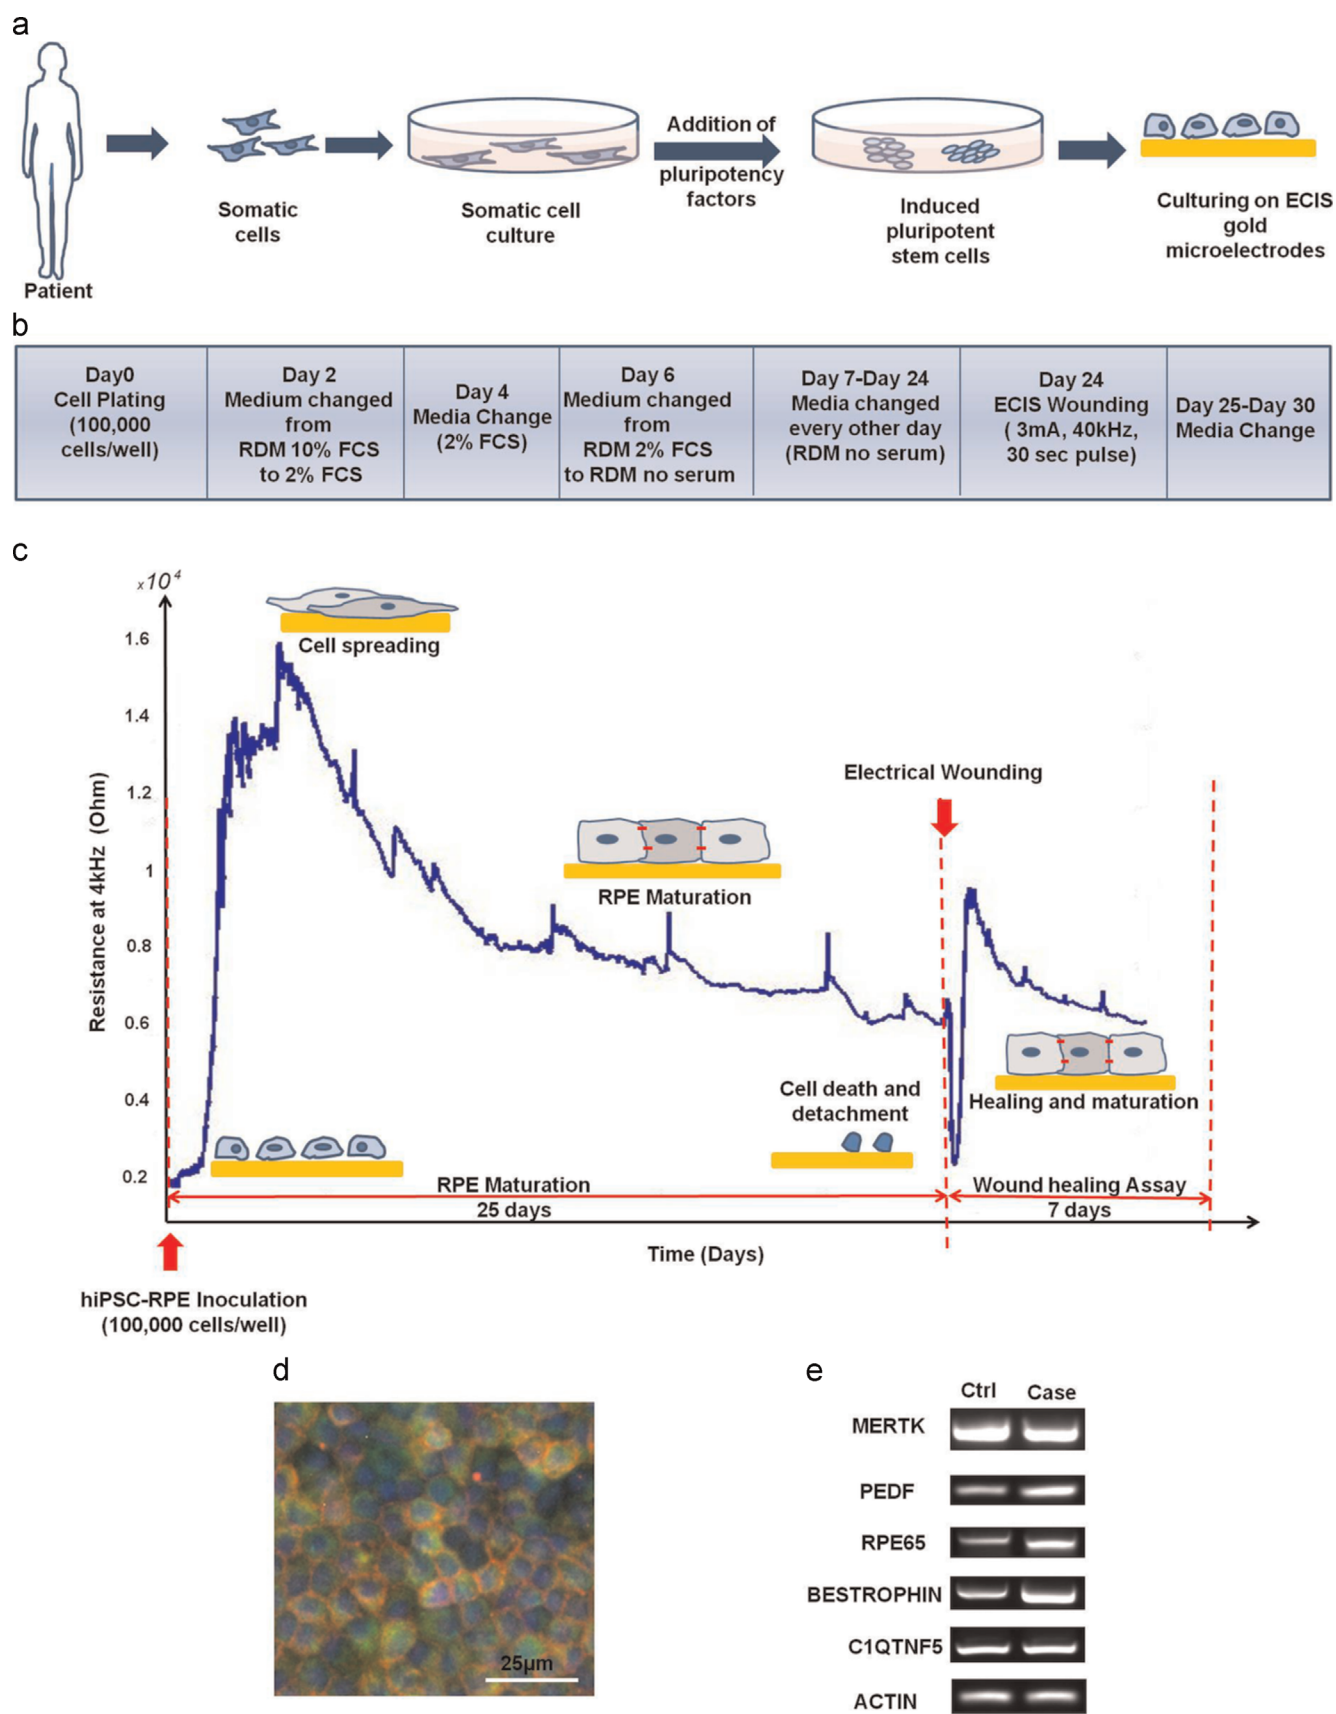 a
Patient
Somatic
cells
Somatic cell
culture
Addition of
pluripotency
factors
Induced
pluripotent
stem cells
Culturing on ECIS
gold
microelectrodes
b
Day0
Cell Plating
(100,000
cells/well)
Day 2
Medium changed
from
RDM 10% FCS
to 2% FCS
Day 4
Media Change
(2% FCS)
Day 6
Medium changed
from
RDM 2% FCS
to RDM no serum
Day 7-Day 24
Media changed
every other day
(RDM no serum)
Day 24
ECIS Wounding
( 3mA, 40kHz,
30 sec pulse)
Day 25-Day 30
Media Change
c
x10^4
1.6
1.4
1.2
1
0.8
0.6
0.4
0.2
Resistance at 4kHz (Ohm)
Cell spreading
Electrical Wounding
RPE Maturation
Cell death and
detachment
Healing and maturation
RPE Maturation
25 days
Wound healing Assay
7 days
Time (Days)
hiPSC-RPE Inoculation
(100,000 cells/well)
d
25µm
e
Ctrl Case
MERTK
PEDF
RPE65
BESTROPHIN
C1QTNF5
ACTIN